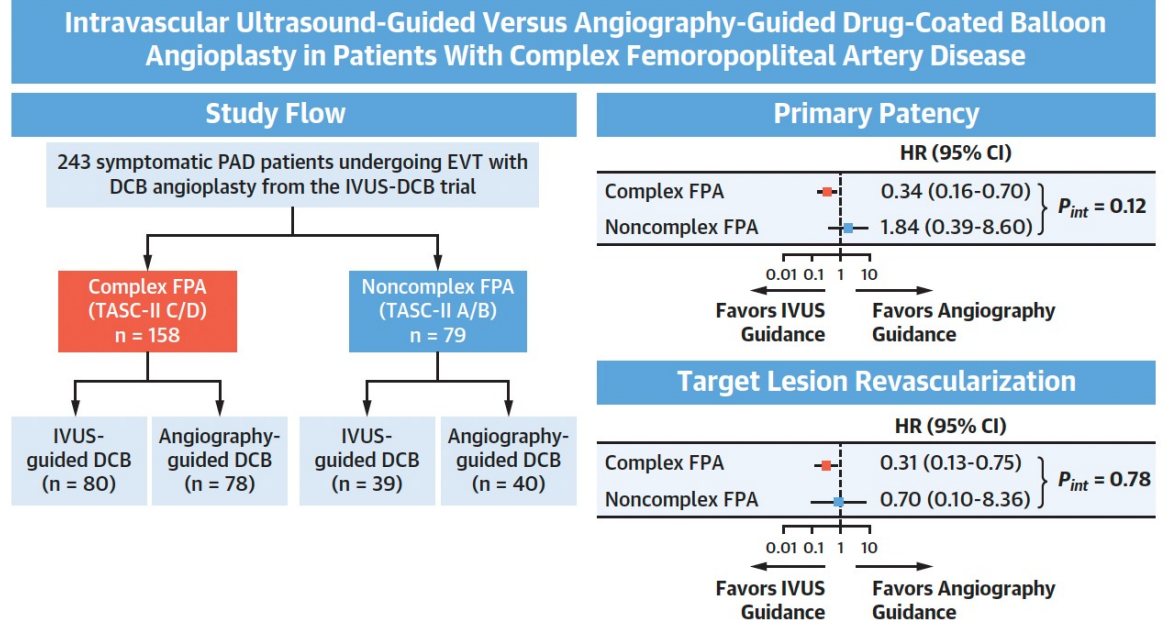 Intravascular Ultrasound-Guided Versus Angiography-Guided Drug-Coated Balloon
Angioplasty in Patients With Complex Femoropopliteal Artery Disease
Study Flow
243 symptomatic PAD patients undergoing EVT with
DCB angioplasty from the IVUS-DCB trial
Complex FPA
(TASC-II C/D)
n = 158
Noncomplex FPA
(TASC-II A/B)
n = 79
IVUS-
guided DCB
(n = 80)
Angiography-
guided DCB
(n = 78)
IVUS-
guided DCB
(n = 39)
Angiography-
guided DCB
(n = 40)
Primary Patency
HR (95% CI)
Complex FPA 0.34 (0.16-0.70)
Noncomplex FPA 1.84 (0.39-8.60)
Pint = 0.12
0.01 0.1 1 10
Favors IVUS
Guidance
Favors Angiography
Guidance
Target Lesion Revascularization
HR (95% CI)
Complex FPA 0.31 (0.13-0.75)
Noncomplex FPA 0.70 (0.10-8.36)
Pint = 0.78
0.01 0.1 1 10
Favors IVUS
Guidance
Favors Angiography
Guidance